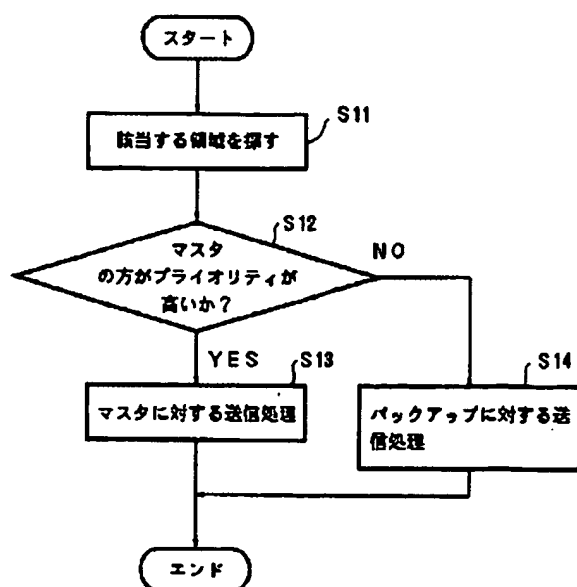 スタート
S11
該当する領域を探す
S12
マスタ
の方がプライオリティが
高いか?
NO
YES
S13
マスタに対する送信処理
S14
バックアップに対する送
信処理
エンド